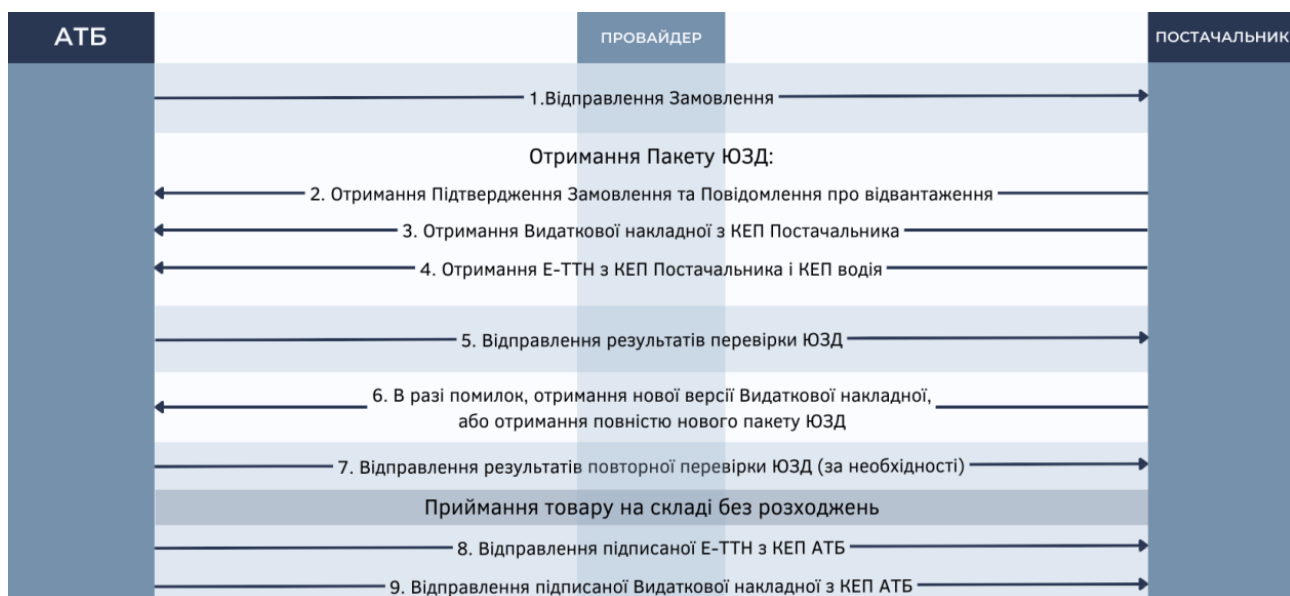 АТБ
ПРОВАЙДЕР
ПОСТАЧАЛЬНИК
1.Відправлення Замовлення
Отримання Пакету ЮЗД:
2. Отримання Підтвердження Замовлення та Повідомлення про відвантаження
3. Отримання Видаткової накладної з КЕП Постачальника
4. Отримання Е-ТТН з КЕП Постачальника і КЕП водія
5. Відправлення результатів перевірки ЮЗД
6. В разі помилок, отримання нової версії Видаткової накладної,
або отримання повністю нового пакету ЮЗД
7. Відправлення результатів повторної перевірки ЮЗД (за необхідності)
Приймання товару на складі без розходжень
8. Відправлення підписаної Е-ТТН з КЕП АТБ
9. Відправлення підписаної Видаткової накладної з КЕП АТБ